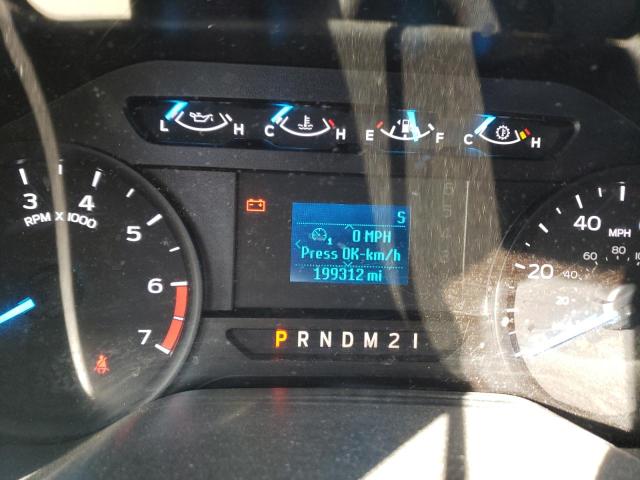 L H C H E F C H
3 4 5 6 7
RPM X 1000
S
1 0 MPH
Press OK-km/h
199312 mi
P R N D M 2 1
40 MPH
20
60 80
40
20